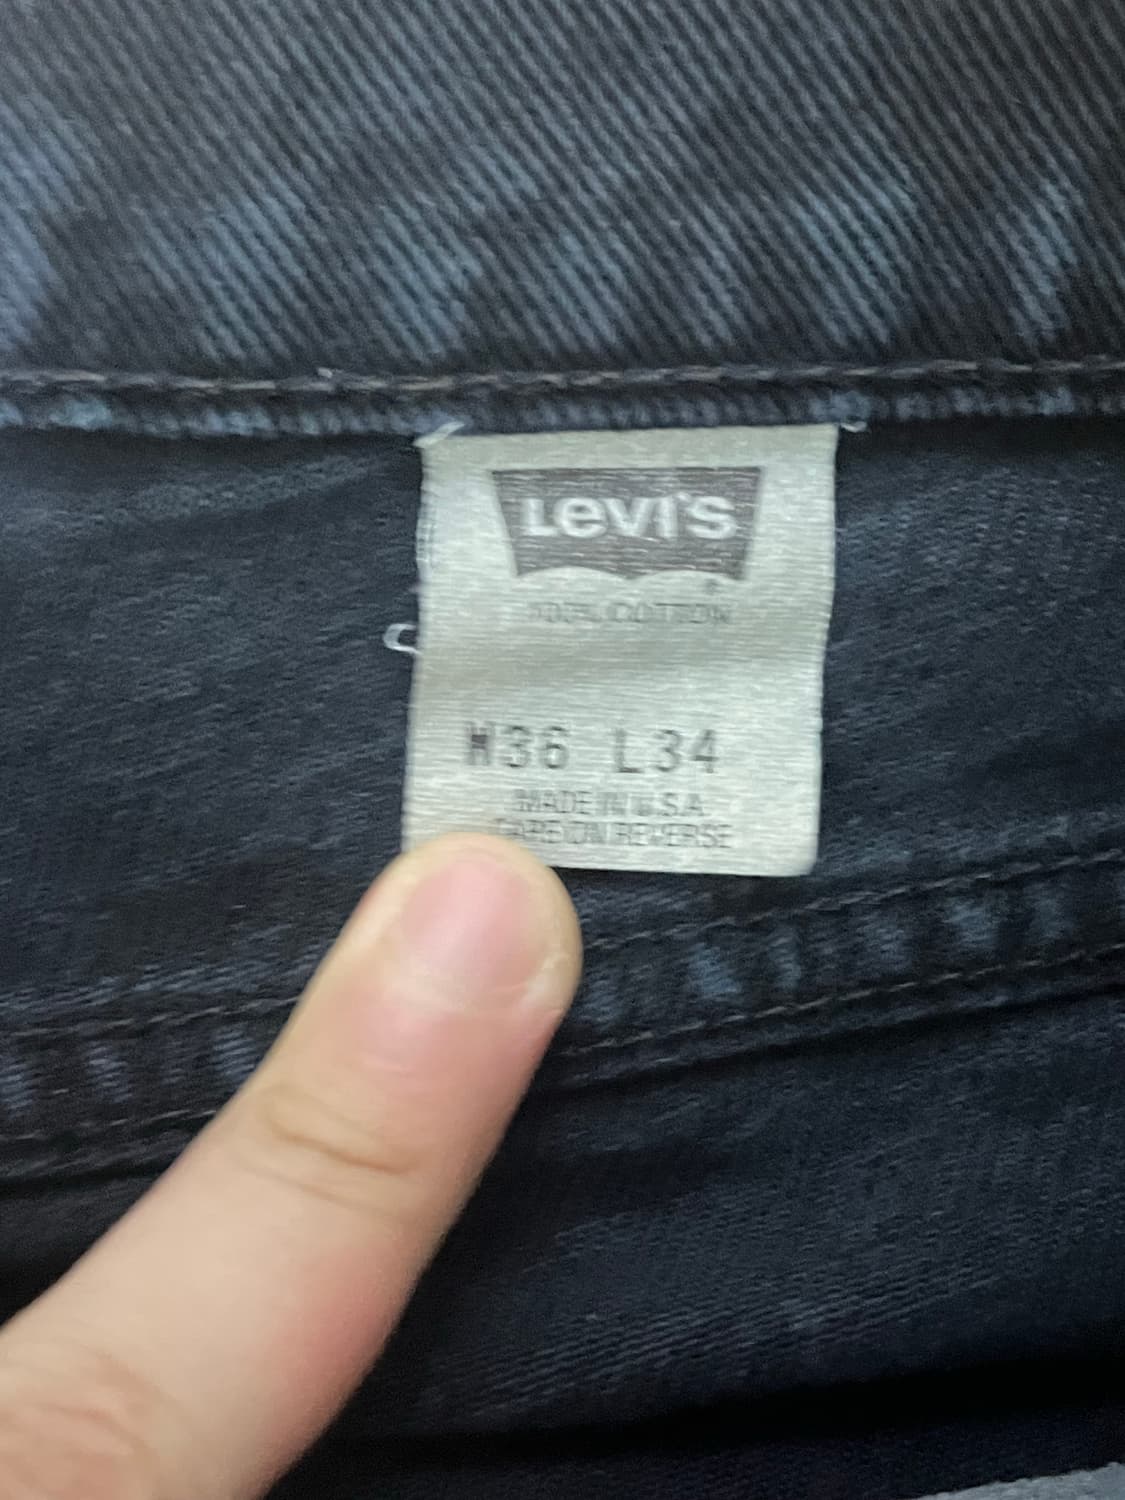 LEVI'S
®
100% COTTON
W36 L34
MADE IN U.S.A.
CARE ON REVERSE